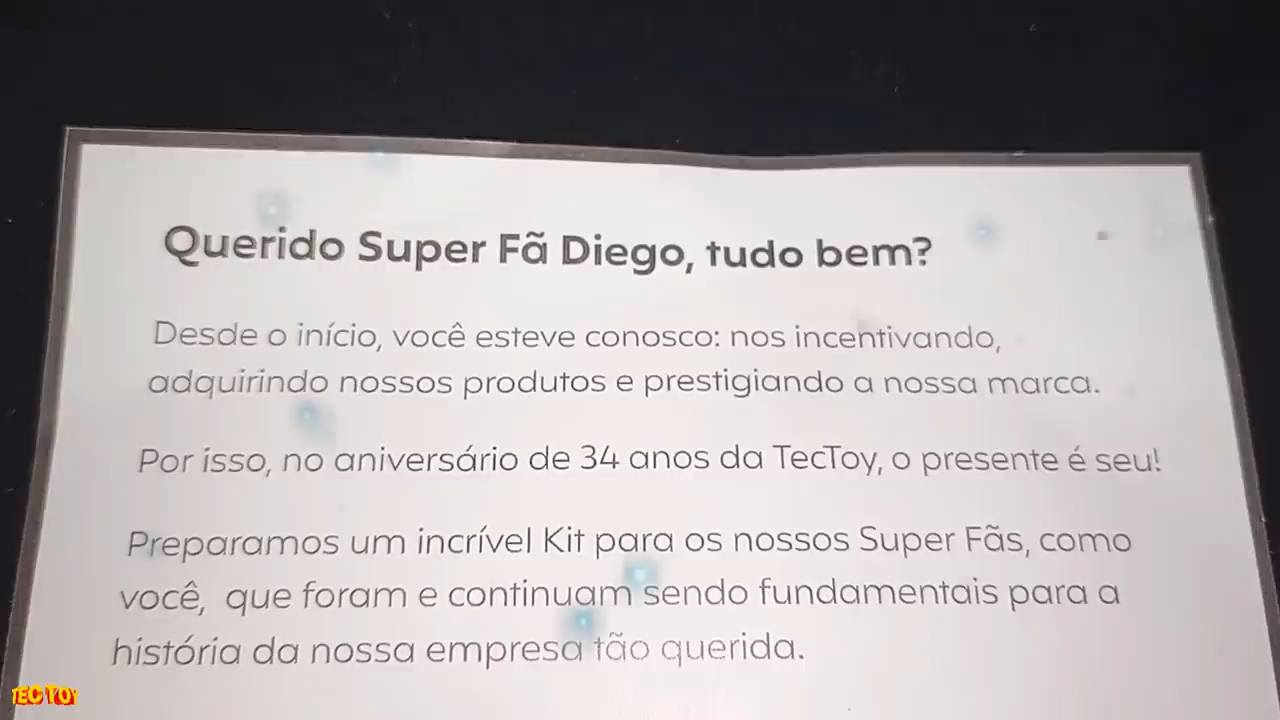 Querido Super Fã Diego, tudo bem?
Desde o início, você esteve conosco: nos incentivando,
adquirindo nossos produtos e prestigiando a nossa marca.
Por isso, no aniversário de 34 anos da TecToy, o presente é seu!
Preparamos um incrível Kit para os nossos Super Fãs, como
você, que foram e continuam sendo fundamentais para a
história da nossa empresa tão querida.
TEC TOY